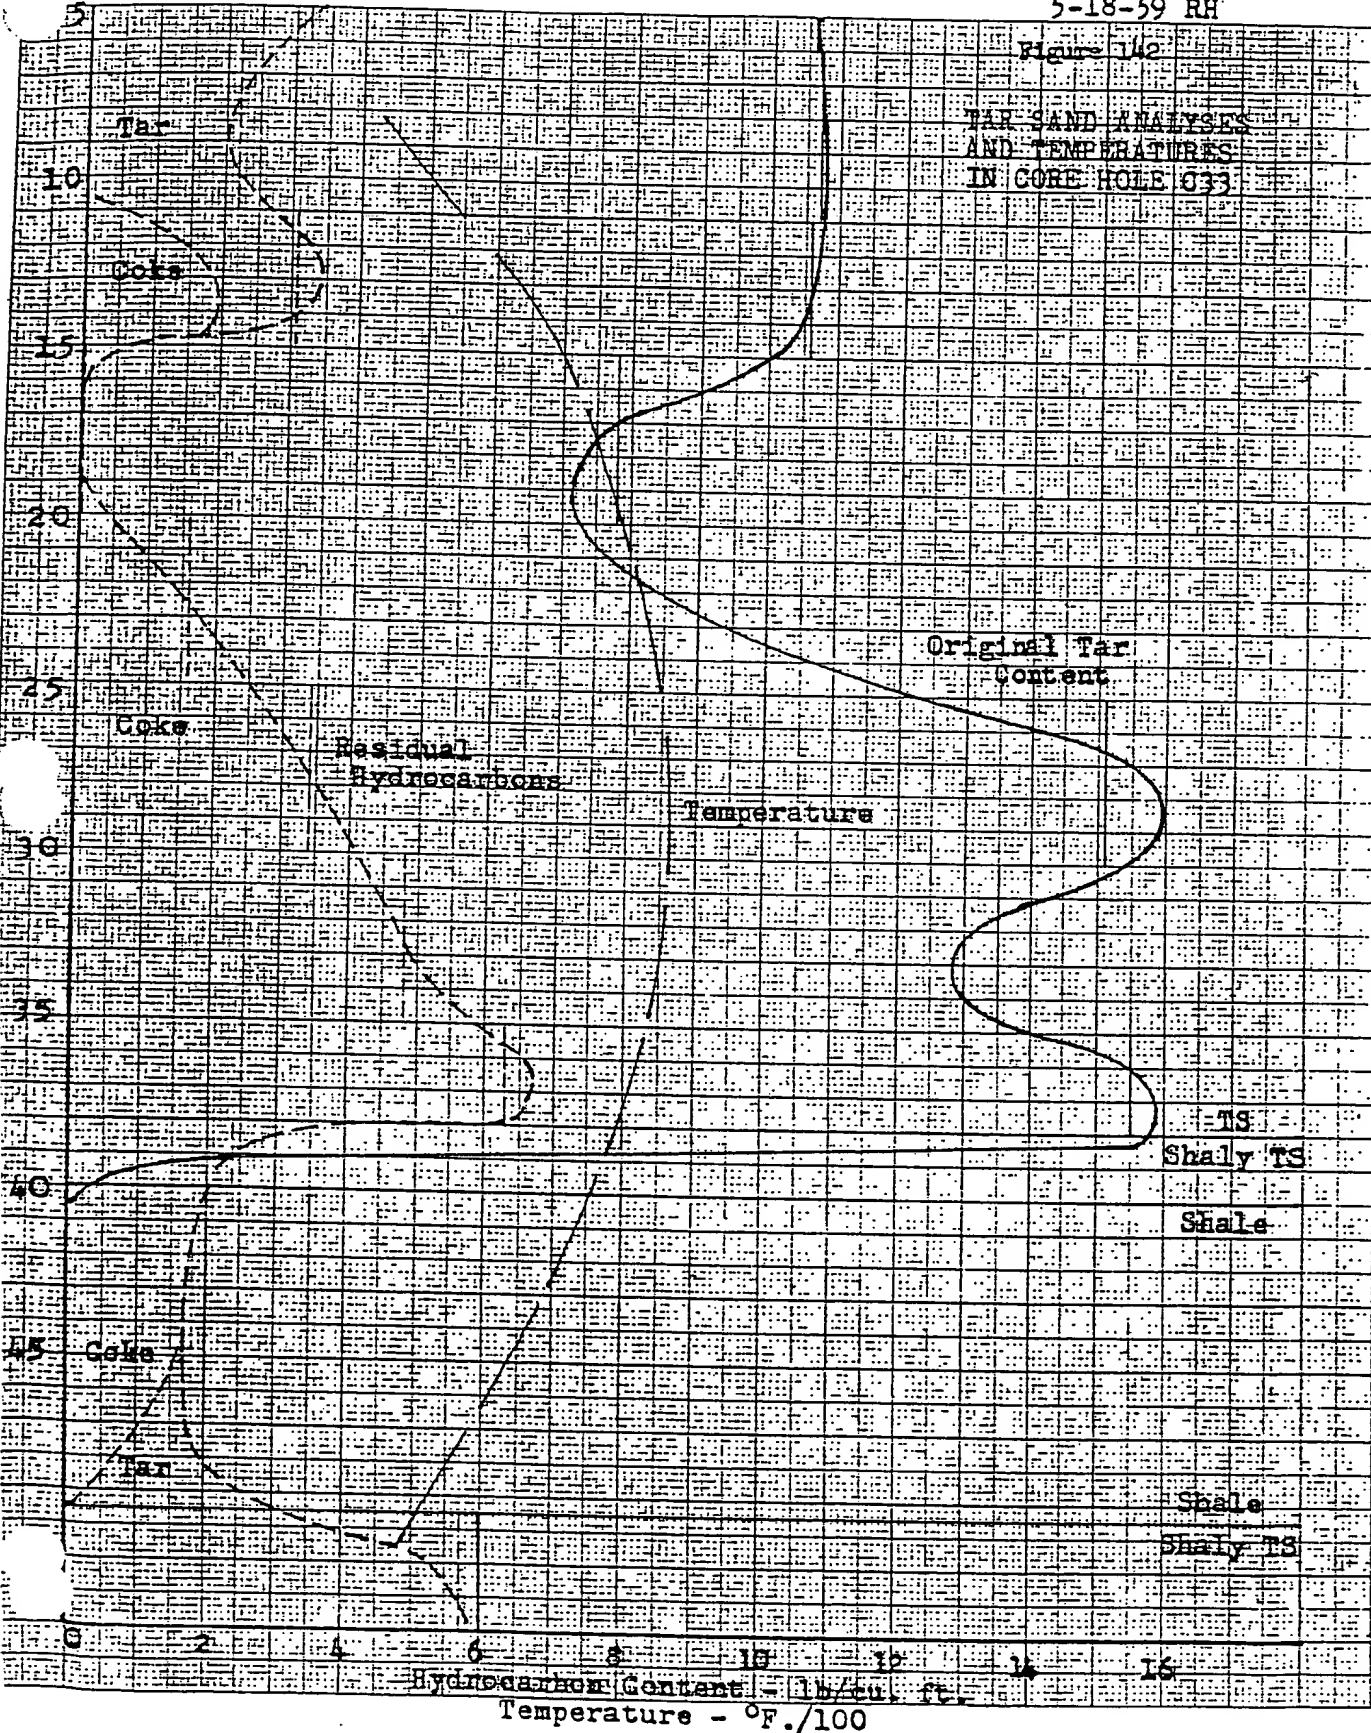 5-18-59 RH
Figure 142
TAR SAND ANALYSES
AND TEMPERATURES
IN CORE HOLE C33
5
Tar
10
Coke
15
20
Original Tar
Content
25
Coke
Residual
Hydrocarbons
Temperature
30
35
TS
Shaly TS
40
Shale
45
Coke
Tar
Shale
Shaly TS
0 2 4 6 8 10 12 14 16
Hydrocarbon Content - lb/cu. ft.
Temperature - °F./100